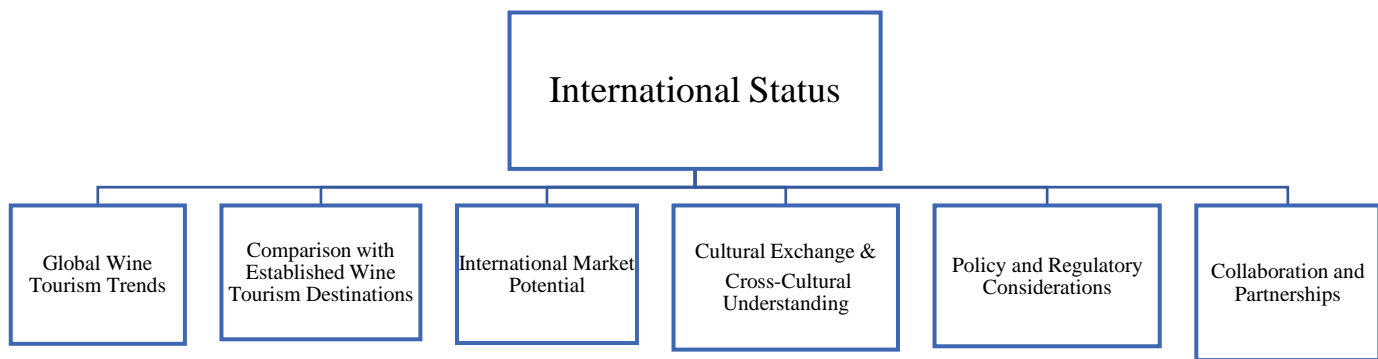 International Status
Global Wine
Tourism Trends
Comparison with
Established Wine
Tourism Destinations
International Market
Potential
Cultural Exchange &
Cross-Cultural
Understanding
Policy and Regulatory
Considerations
Collaboration and
Partnerships